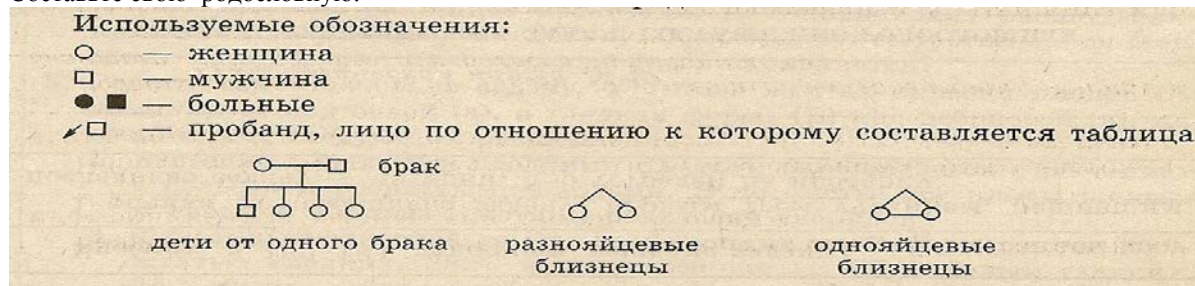 Используемые обозначения:
— женщина
— мужчина
— больные
— пробанд, лицо по отношению к которому составляется таблица
брак
дети от одного брака разнояйцевые близнецы однояйцевые близнецы